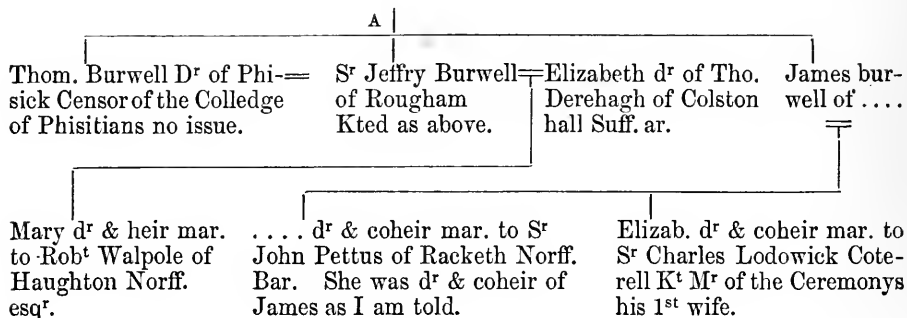 A
Thom. Burwell Dr of Phi-
sick Censor of the Colledge
of Phisitians no issue.
Sr Jeffry Burwell
of Rougham
Kted as above.
Elizabeth dr of Tho.
Derehagh of Colston
hall Suff. ar.
James bur-
well of ....
Mary dr & heir mar.
to Robt Walpole of
Haughton Norff.
esqr.
.... dr & coheir mar. to Sr
John Pettus of Racketh Norff.
Bar. She was dr & coheir of
James as I am told.
Elizab. dr & coheir mar. to
Sr Charles Lodowick Cote-
rell Kt Mr of the Ceremonys
his 1st wife.